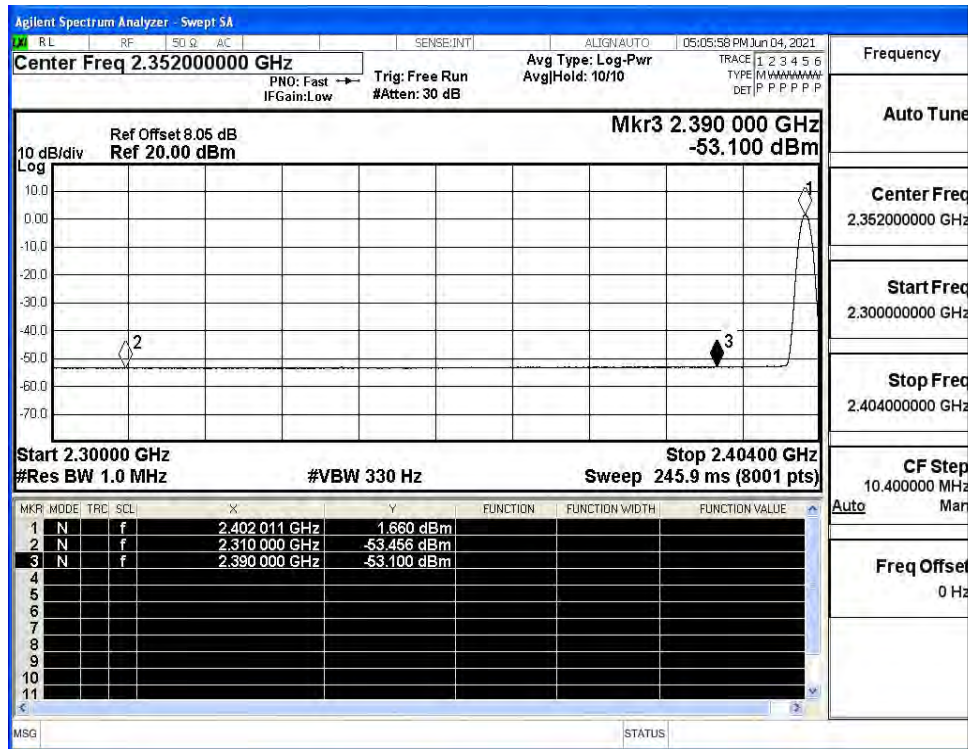 Agilent Spectrum Analyzer - Swept SA
LXI RL RF 50 Ω AC SENSE:INT ALIGNAUTO 05:05:58 PM Jun 04, 2021
Center Freq 2.352000000 GHz
PNO: Fast
IFGain:Low
Trig: Free Run
#Atten: 30 dB
Avg Type: Log-Pwr
Avg|Hold: 10/10
TRACE 1 2 3 4 5 6
TYPE MWWWWW
DET P P P P P P
Ref Offset 8.05 dB
10 dB/div Ref 20.00 dBm
Log
Mkr3 2.390 000 GHz
-53.100 dBm
10.0
0.00
-10.0
-20.0
-30.0
-40.0
-50.0
-60.0
-70.0
1
2
3
Start 2.30000 GHz Stop 2.40400 GHz
#Res BW 1.0 MHz #VBW 330 Hz Sweep 245.9 ms (8001 pts)
MKR MODE TRC SCL X Y FUNCTION FUNCTION WIDTH FUNCTION VALUE
1 N f 2.402 011 GHz 1.660 dBm
2 N f 2.310 000 GHz -53.456 dBm
3 N f 2.390 000 GHz -53.100 dBm
4
5
6
7
8
9
10
11
MSG STATUS
Frequency
Auto Tune
Center Freq
2.352000000 GHz
Start Freq
2.300000000 GHz
Stop Freq
2.404000000 GHz
CF Step
10.400000 MHz
Auto Man
Freq Offset
0 Hz